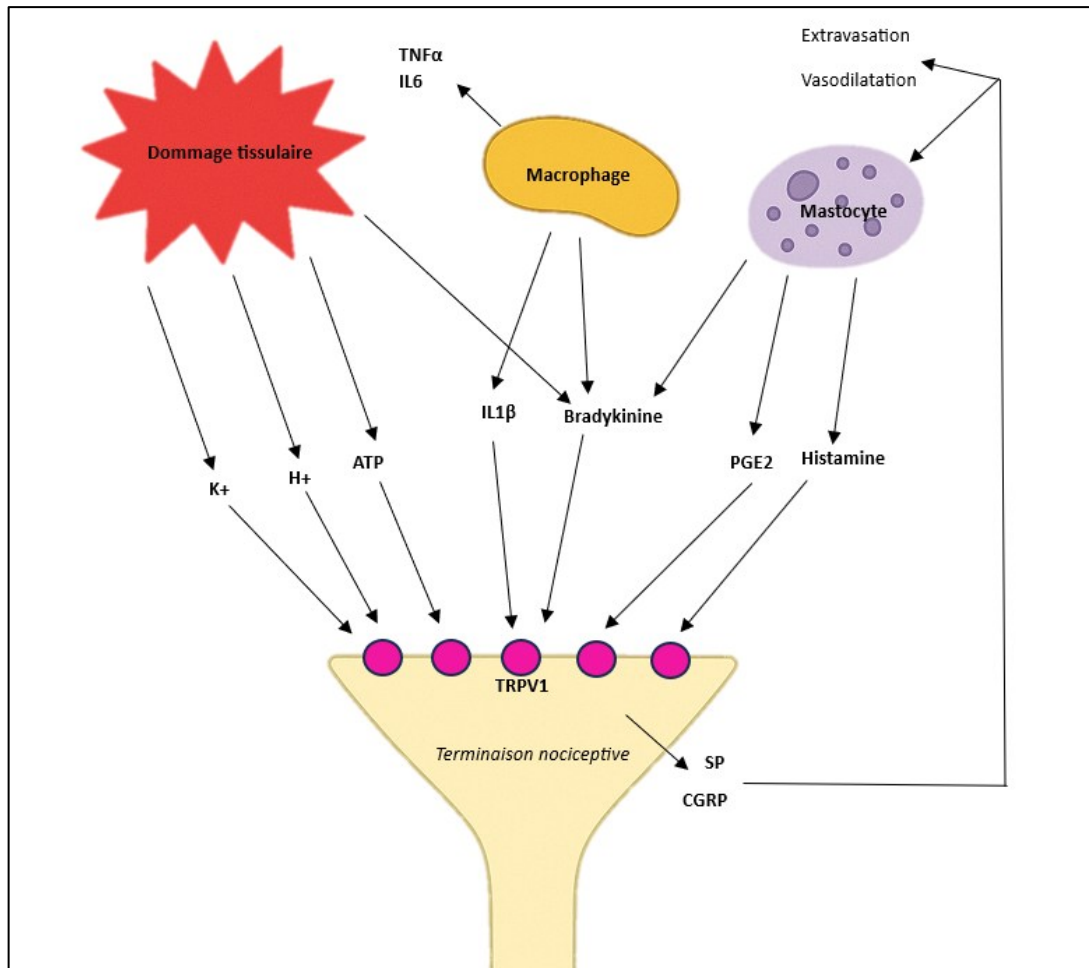 Extravasation
TNFα
IL6
Vasodilatation
Dommage tissulaire
Macrophage
Mastocyte
IL1β
Bradykinine
K+
H+
ATP
PGE2
Histamine
TRPV1
Terminaison nociceptive
SP
CGRP